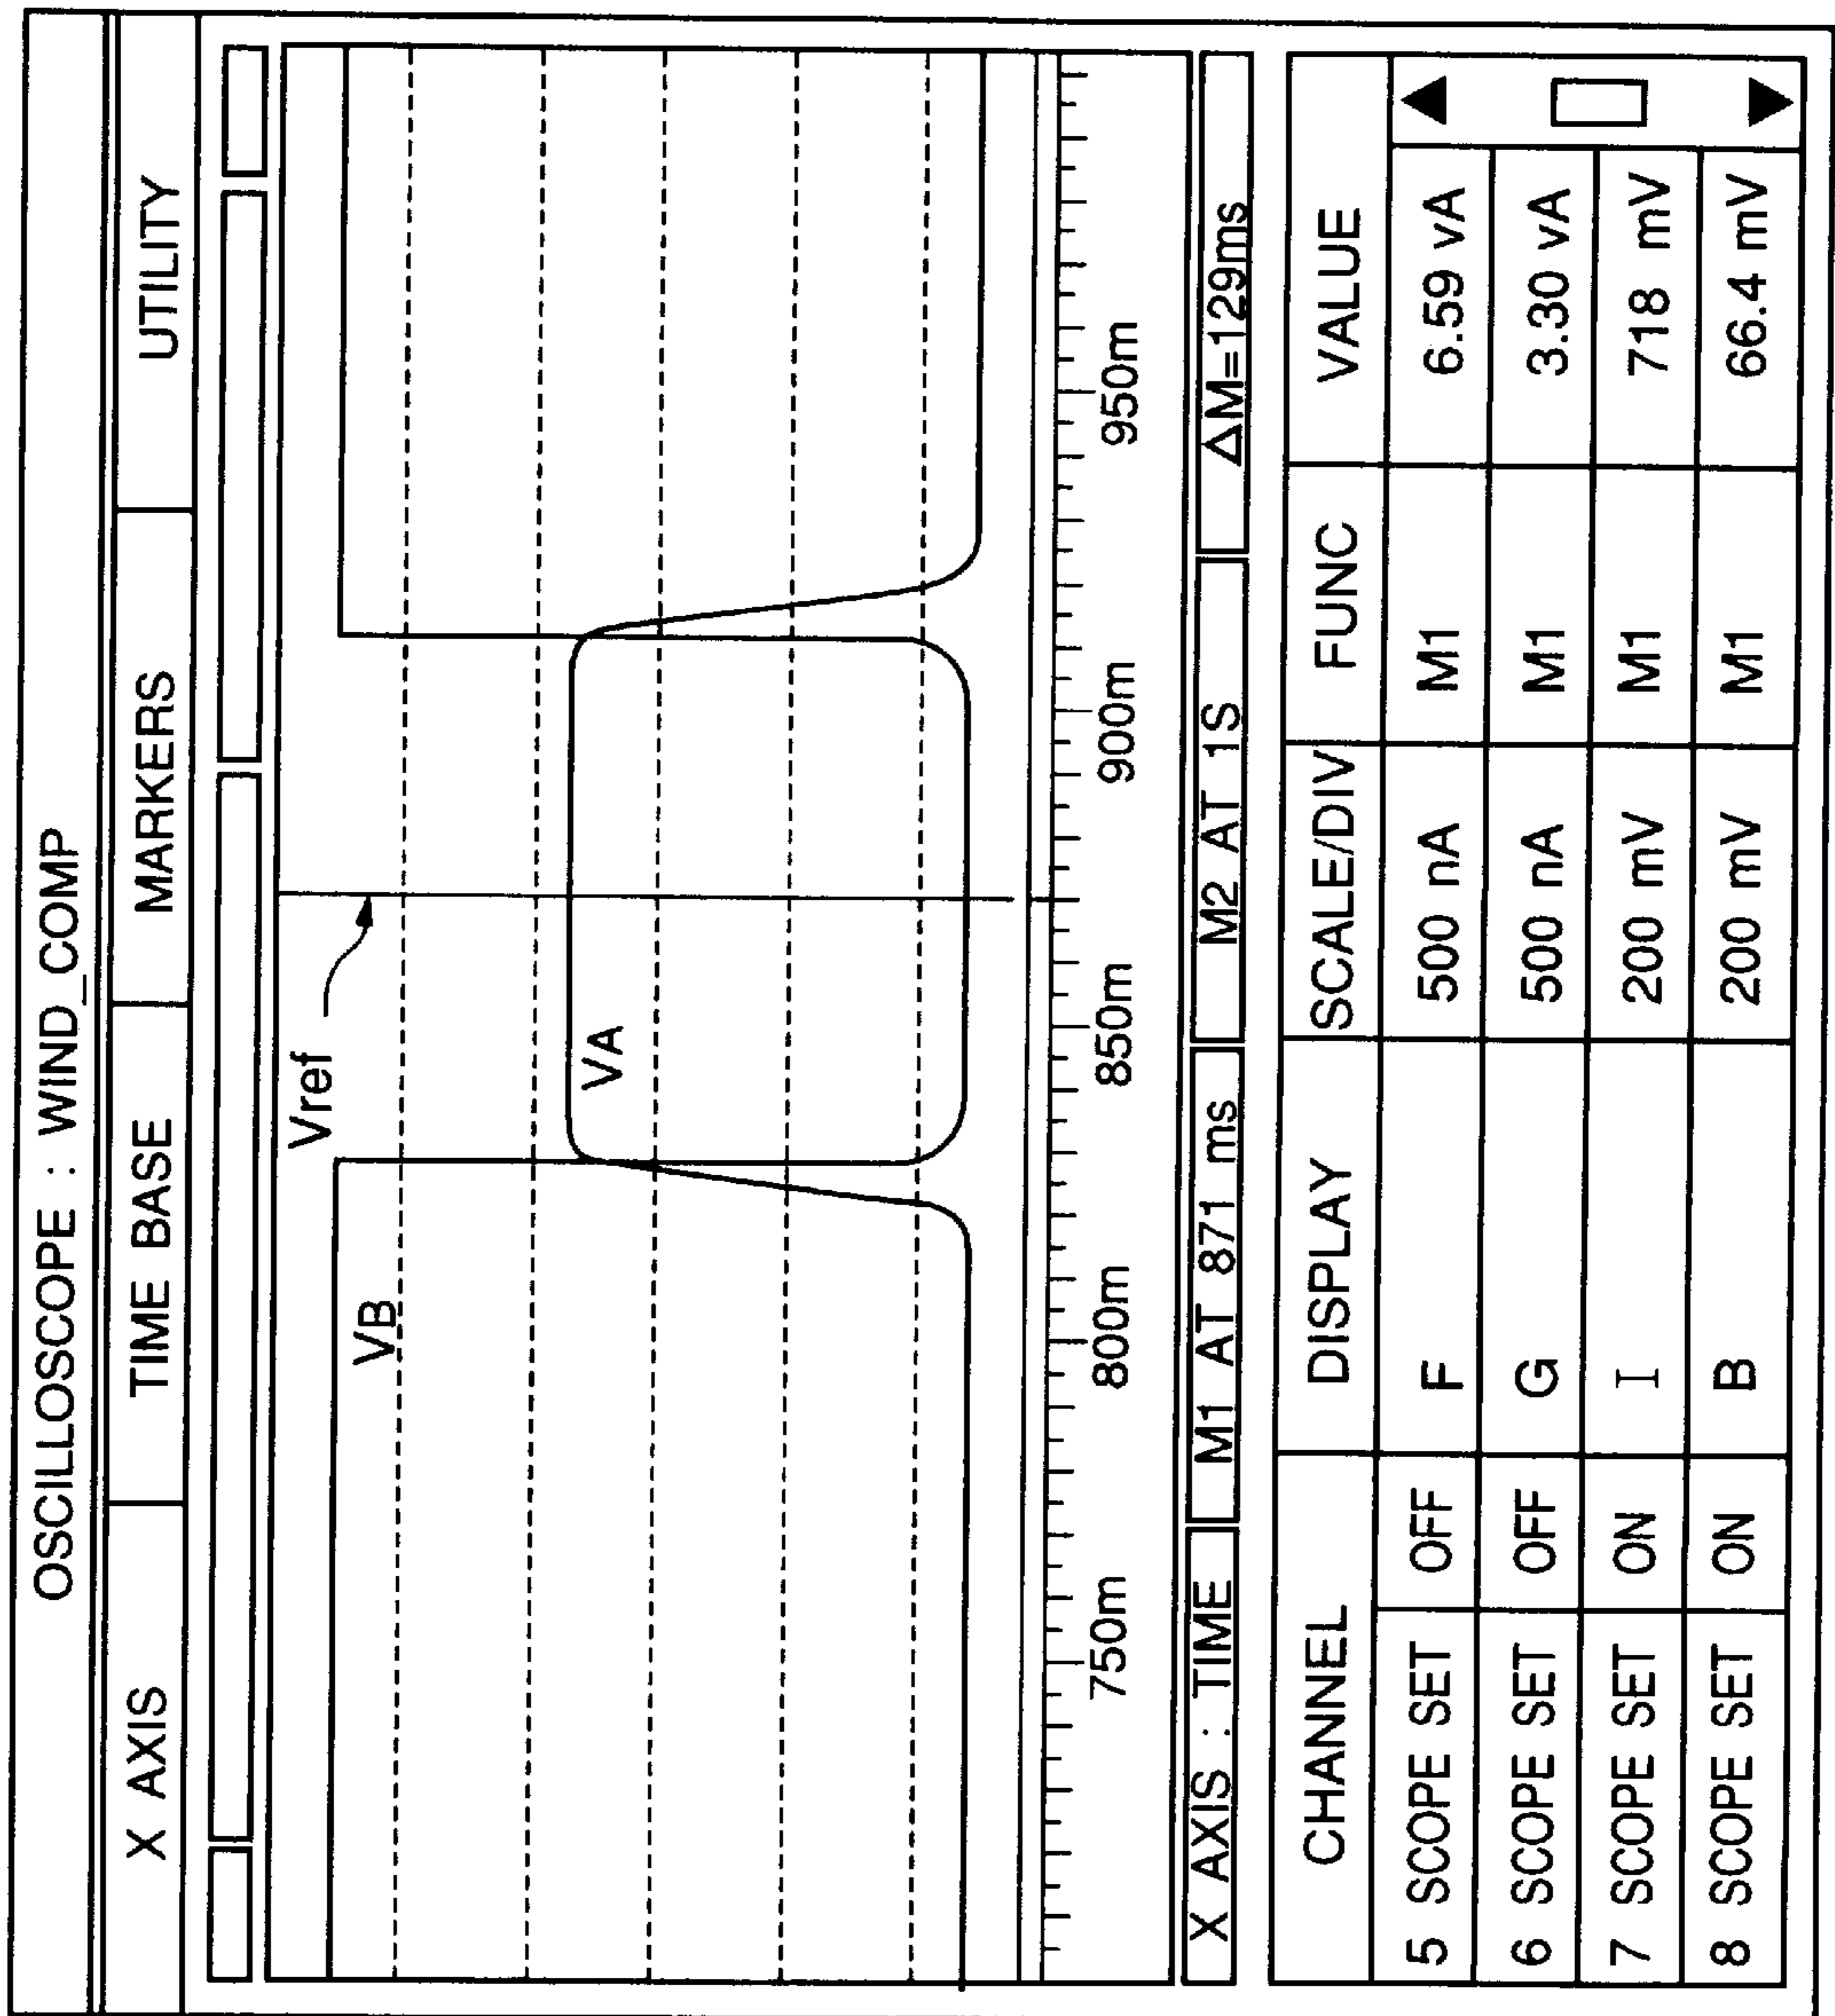 OSCILLOSCOPE : WIND_COMP
X AXIS TIME BASE MARKERS UTILITY
Vref
VB
VA
750m 800m 850m 900m 950m
X AXIS : TIME M1 AT 871 ms M2 AT 1S ΔM=129ms
CHANNEL DISPLAY SCALE/DIV FUNC VALUE
5 SCOPE SET OFF F 500 nA M1 6.59 vA
6 SCOPE SET OFF G 500 nA M1 3.30 vA
7 SCOPE SET ON I 200 mV M1 718 mV
8 SCOPE SET ON B 200 mV M1 66.4 mV